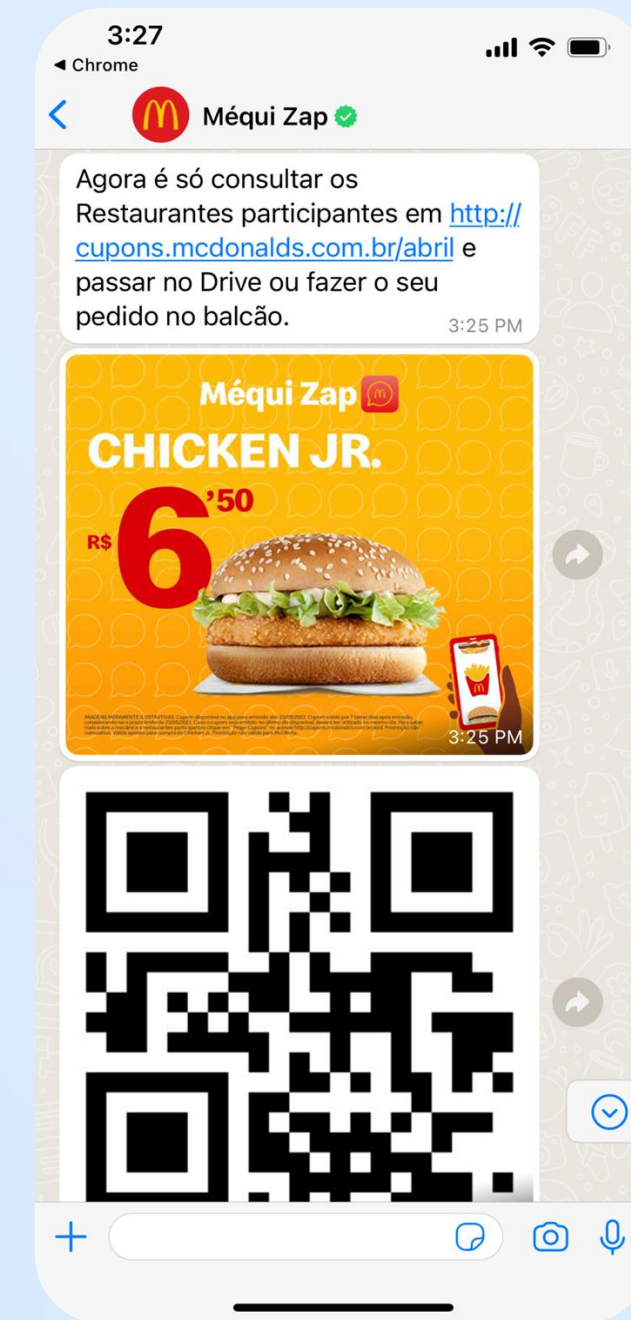 3:27
Chrome
Méqui Zap
Agora é só consultar os
Restaurantes participantes em http://
cupons.mcdonalds.com.br/abril e
passar no Drive ou fazer o seu
pedido no balcão.
3:25 PM
Méqui Zap
CHICKEN JR.
R$ 6,50
3:25 PM